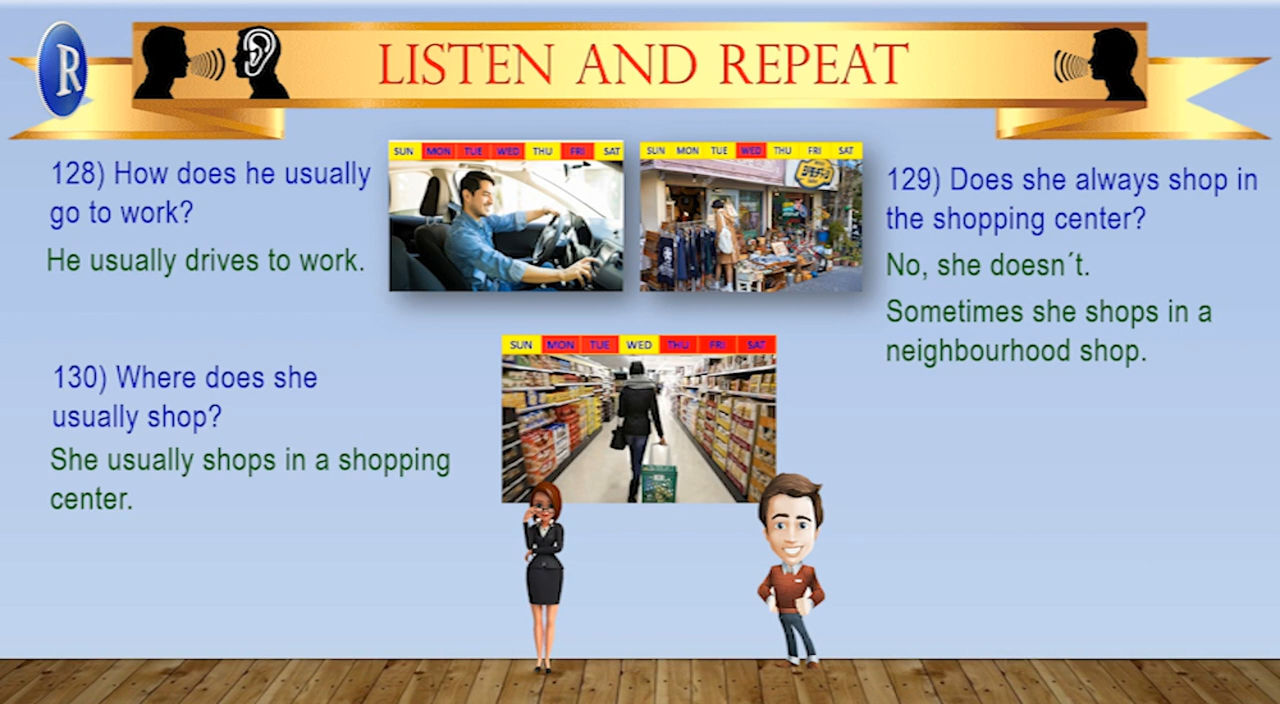 R
LISTEN AND REPEAT
128) How does he usually
go to work?
He usually drives to work.
SUN MON TUE WED THU FRI SAT
SUN MON TUE WED THU FRI SAT
129) Does she always shop in
the shopping center?
No, she doesn´t.
Sometimes she shops in a
neighbourhood shop.
130) Where does she
usually shop?
She usually shops in a shopping
center.
SUN MON TUE WED THU FRI SAT